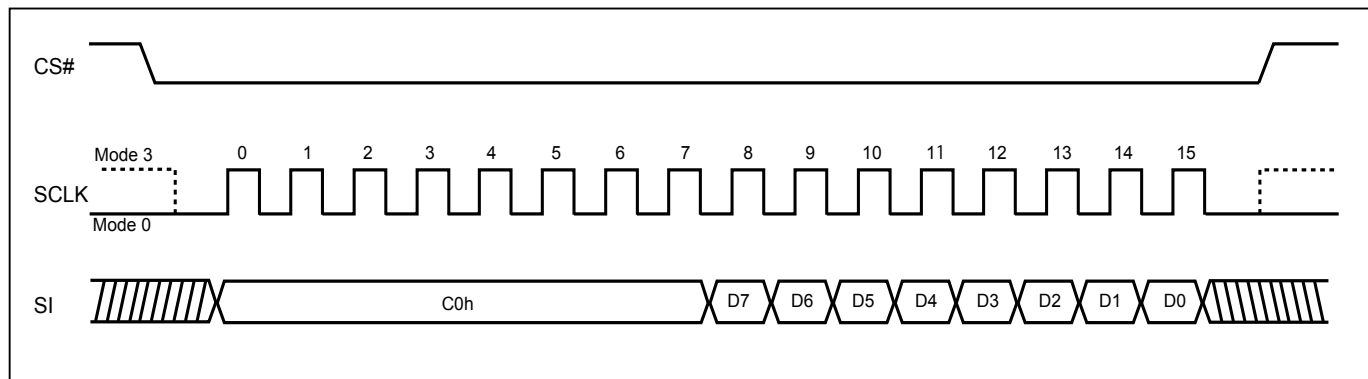 CS#
Mode 3
0 1 2 3 4 5 6 7 8 9 10 11 12 13 14 15
SCLK
Mode 0
SI
C0h D7 D6 D5 D4 D3 D2 D1 D0